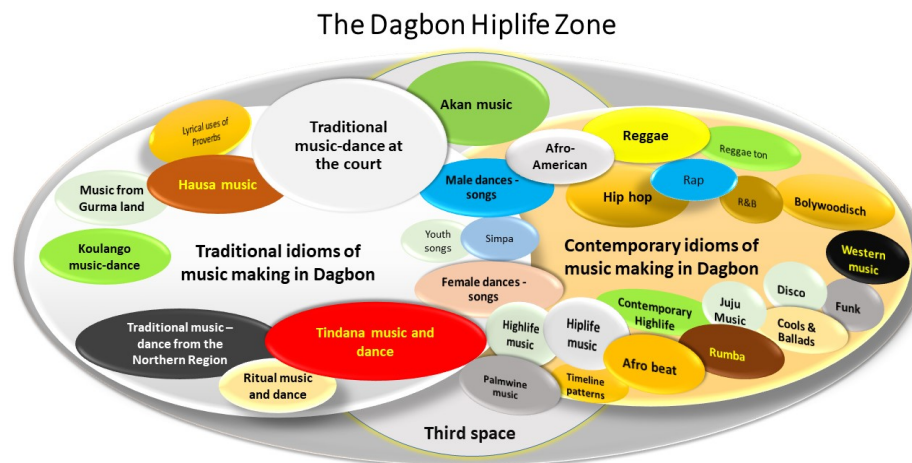 The Dagbon Hiplife Zone
Akan music
Lyrical uses of
Proverbs
Traditional
music-dance at
the court
Reggae
Afro-
American
Reggae ton
Music from
Gurma land
Hausa music
Male dances -
songs
Hip hop
Rap
R&B
Bolywoodisch
Koulango
music-dance
Traditional idioms of
music making in Dagbon
Youth
songs
Simpa
Contemporary idioms of
music making in Dagbon
Western
music
Female dances -
songs
Traditional music –
dance from the
Northern Region
Tindana music and
dance
Highlife
music
Hiplife
music
Contemporary
Highlife
Juju
Music
Disco
Funk
Cools &
Ballads
Ritual music
and dance
Palmwine
music
Timeline
patterns
Afro beat
Rumba
Third space